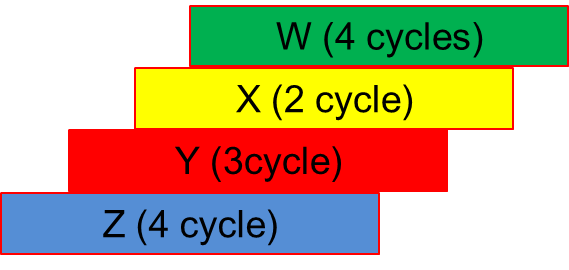 W (4 cycles)
X (2 cycle)
Y (3cycle)
Z (4 cycle)